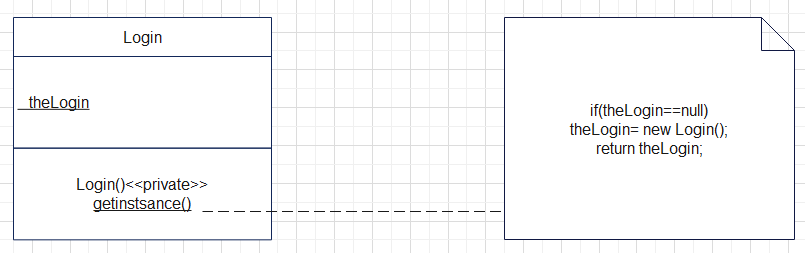 Login
theLogin
Login()<<private>>
getinstsance()
if(theLogin==null)
theLogin= new Login();
return theLogin;